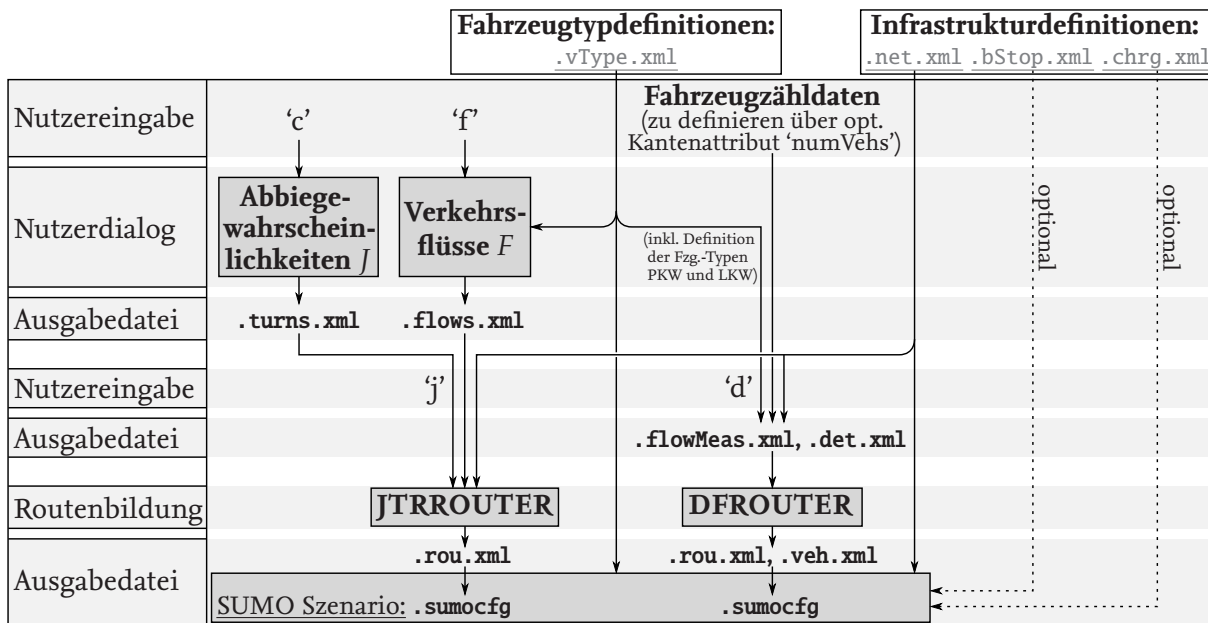 Fahrzeugtypdefinitionen:
.vType.xml
Infrastrukturdefinitionen:
.net.xml .bStop.xml .chrg.xml
Nutzereingabe
‘c’
‘f’
Fahrzeugzähldaten
(zu definieren über opt.
Kantenattribut ‘numVehs’)
Nutzerdialog
Abbiege-
wahrschein-
lichkeiten J
Verkehrs-
flüsse F
(inkl. Definition
der Fzg.-Typen
PKW und LKW)
optional
optional
Ausgabedatei
.turns.xml
.flows.xml
Nutzereingabe
‘j’
‘d’
Ausgabedatei
.flowMeas.xml, .det.xml
Routenbildung
JTRROUTER
DFROUTER
Ausgabedatei
.rou.xml
.rou.xml, .veh.xml
SUMO Szenario: .sumocfg
.sumocfg